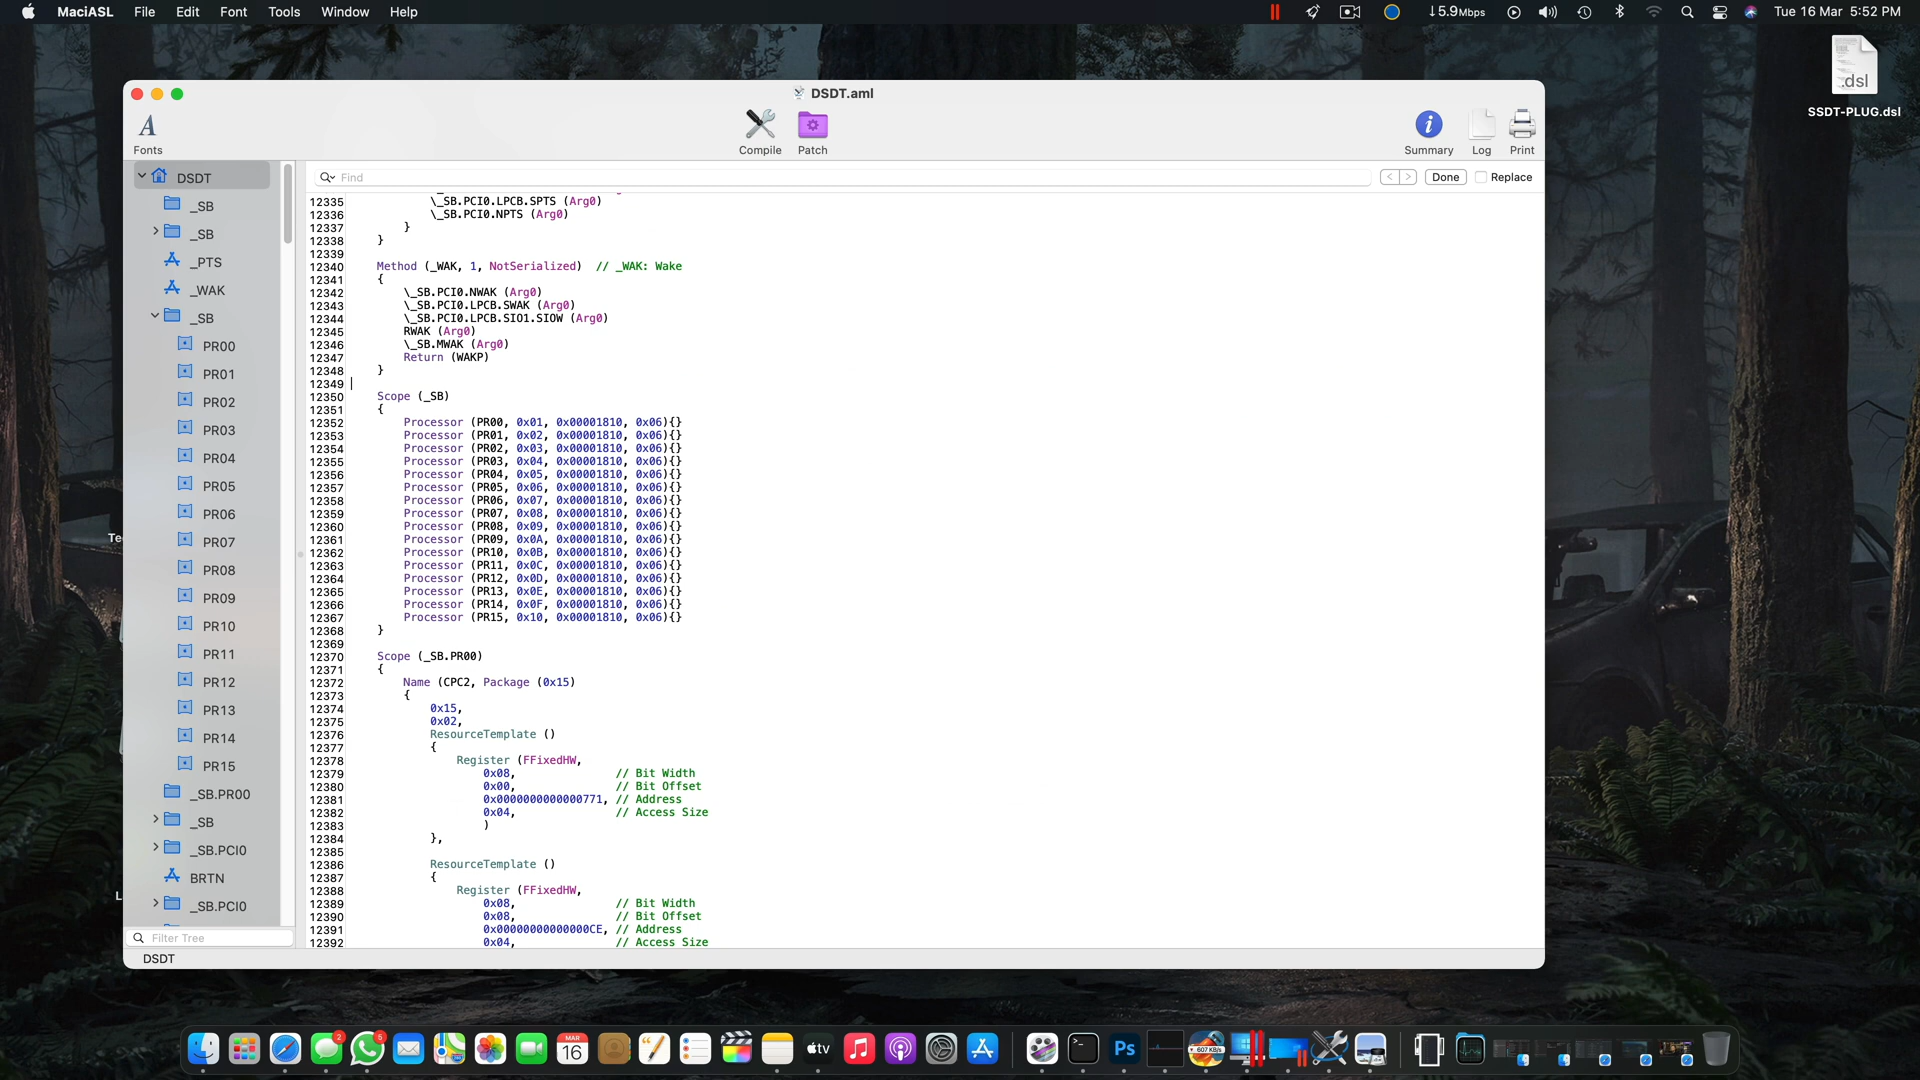 MaciASL File Edit Font Tools Window Help
↓5.9Mbps
Tue 16 Mar 5:52 PM
.dsl
SSDT-PLUG.dsl
DSDT.aml
A
Fonts
Compile
Patch
Summary
Log
Print
DSDT
_SB
_SB
_PTS
_WAK
_SB
PR00
PR01
PR02
PR03
PR04
PR05
PR06
PR07
PR08
PR09
PR10
PR11
PR12
PR13
PR14
PR15
_SB.PR00
_SB
_SB.PCI0
BRTN
_SB.PCI0
Filter Tree
DSDT
Find
< >
Done
Replace
12335 \_SB.PCI0.LPCB.SPTS (Arg0)
12336 \_SB.PCI0.NPTS (Arg0)
12337 }
12338 }
12339
12340 Method (_WAK, 1, NotSerialized) // _WAK: Wake
12341 {
12342 \_SB.PCI0.NWAK (Arg0)
12343 \_SB.PCI0.LPCB.SWAK (Arg0)
12344 \_SB.PCI0.LPCB.SIO1.SIOW (Arg0)
12345 RWAK (Arg0)
12346 \_SB.MWAK (Arg0)
12347 Return (WAKP)
12348 }
12349
12350 Scope (_SB)
12351 {
12352 Processor (PR00, 0x01, 0x00001810, 0x06){}
12353 Processor (PR01, 0x02, 0x00001810, 0x06){}
12354 Processor (PR02, 0x03, 0x00001810, 0x06){}
12355 Processor (PR03, 0x04, 0x00001810, 0x06){}
12356 Processor (PR04, 0x05, 0x00001810, 0x06){}
12357 Processor (PR05, 0x06, 0x00001810, 0x06){}
12358 Processor (PR06, 0x07, 0x00001810, 0x06){}
12359 Processor (PR07, 0x08, 0x00001810, 0x06){}
12360 Processor (PR08, 0x09, 0x00001810, 0x06){}
12361 Processor (PR09, 0x0A, 0x00001810, 0x06){}
12362 Processor (PR10, 0x0B, 0x00001810, 0x06){}
12363 Processor (PR11, 0x0C, 0x00001810, 0x06){}
12364 Processor (PR12, 0x0D, 0x00001810, 0x06){}
12365 Processor (PR13, 0x0E, 0x00001810, 0x06){}
12366 Processor (PR14, 0x0F, 0x00001810, 0x06){}
12367 Processor (PR15, 0x10, 0x00001810, 0x06){}
12368 }
12369
12370 Scope (_SB.PR00)
12371 {
12372 Name (CPC2, Package (0x15)
12373 {
12374 0x15,
12375 0x02,
12376 ResourceTemplate ()
12377 {
12378 Register (FFixedHW,
12379 0x08, // Bit Width
12380 0x00, // Bit Offset
12381 0x0000000000000771, // Address
12382 0x04, // Access Size
12383 )
12384 },
12385
12386 ResourceTemplate ()
12387 {
12388 Register (FFixedHW,
12389 0x08, // Bit Width
12390 0x08, // Bit Offset
12391 0x00000000000000CE, // Address
12392 0x04, // Access Size
Te
L
2
5
MAR
16
tv
>_
Ps
607 KB/s